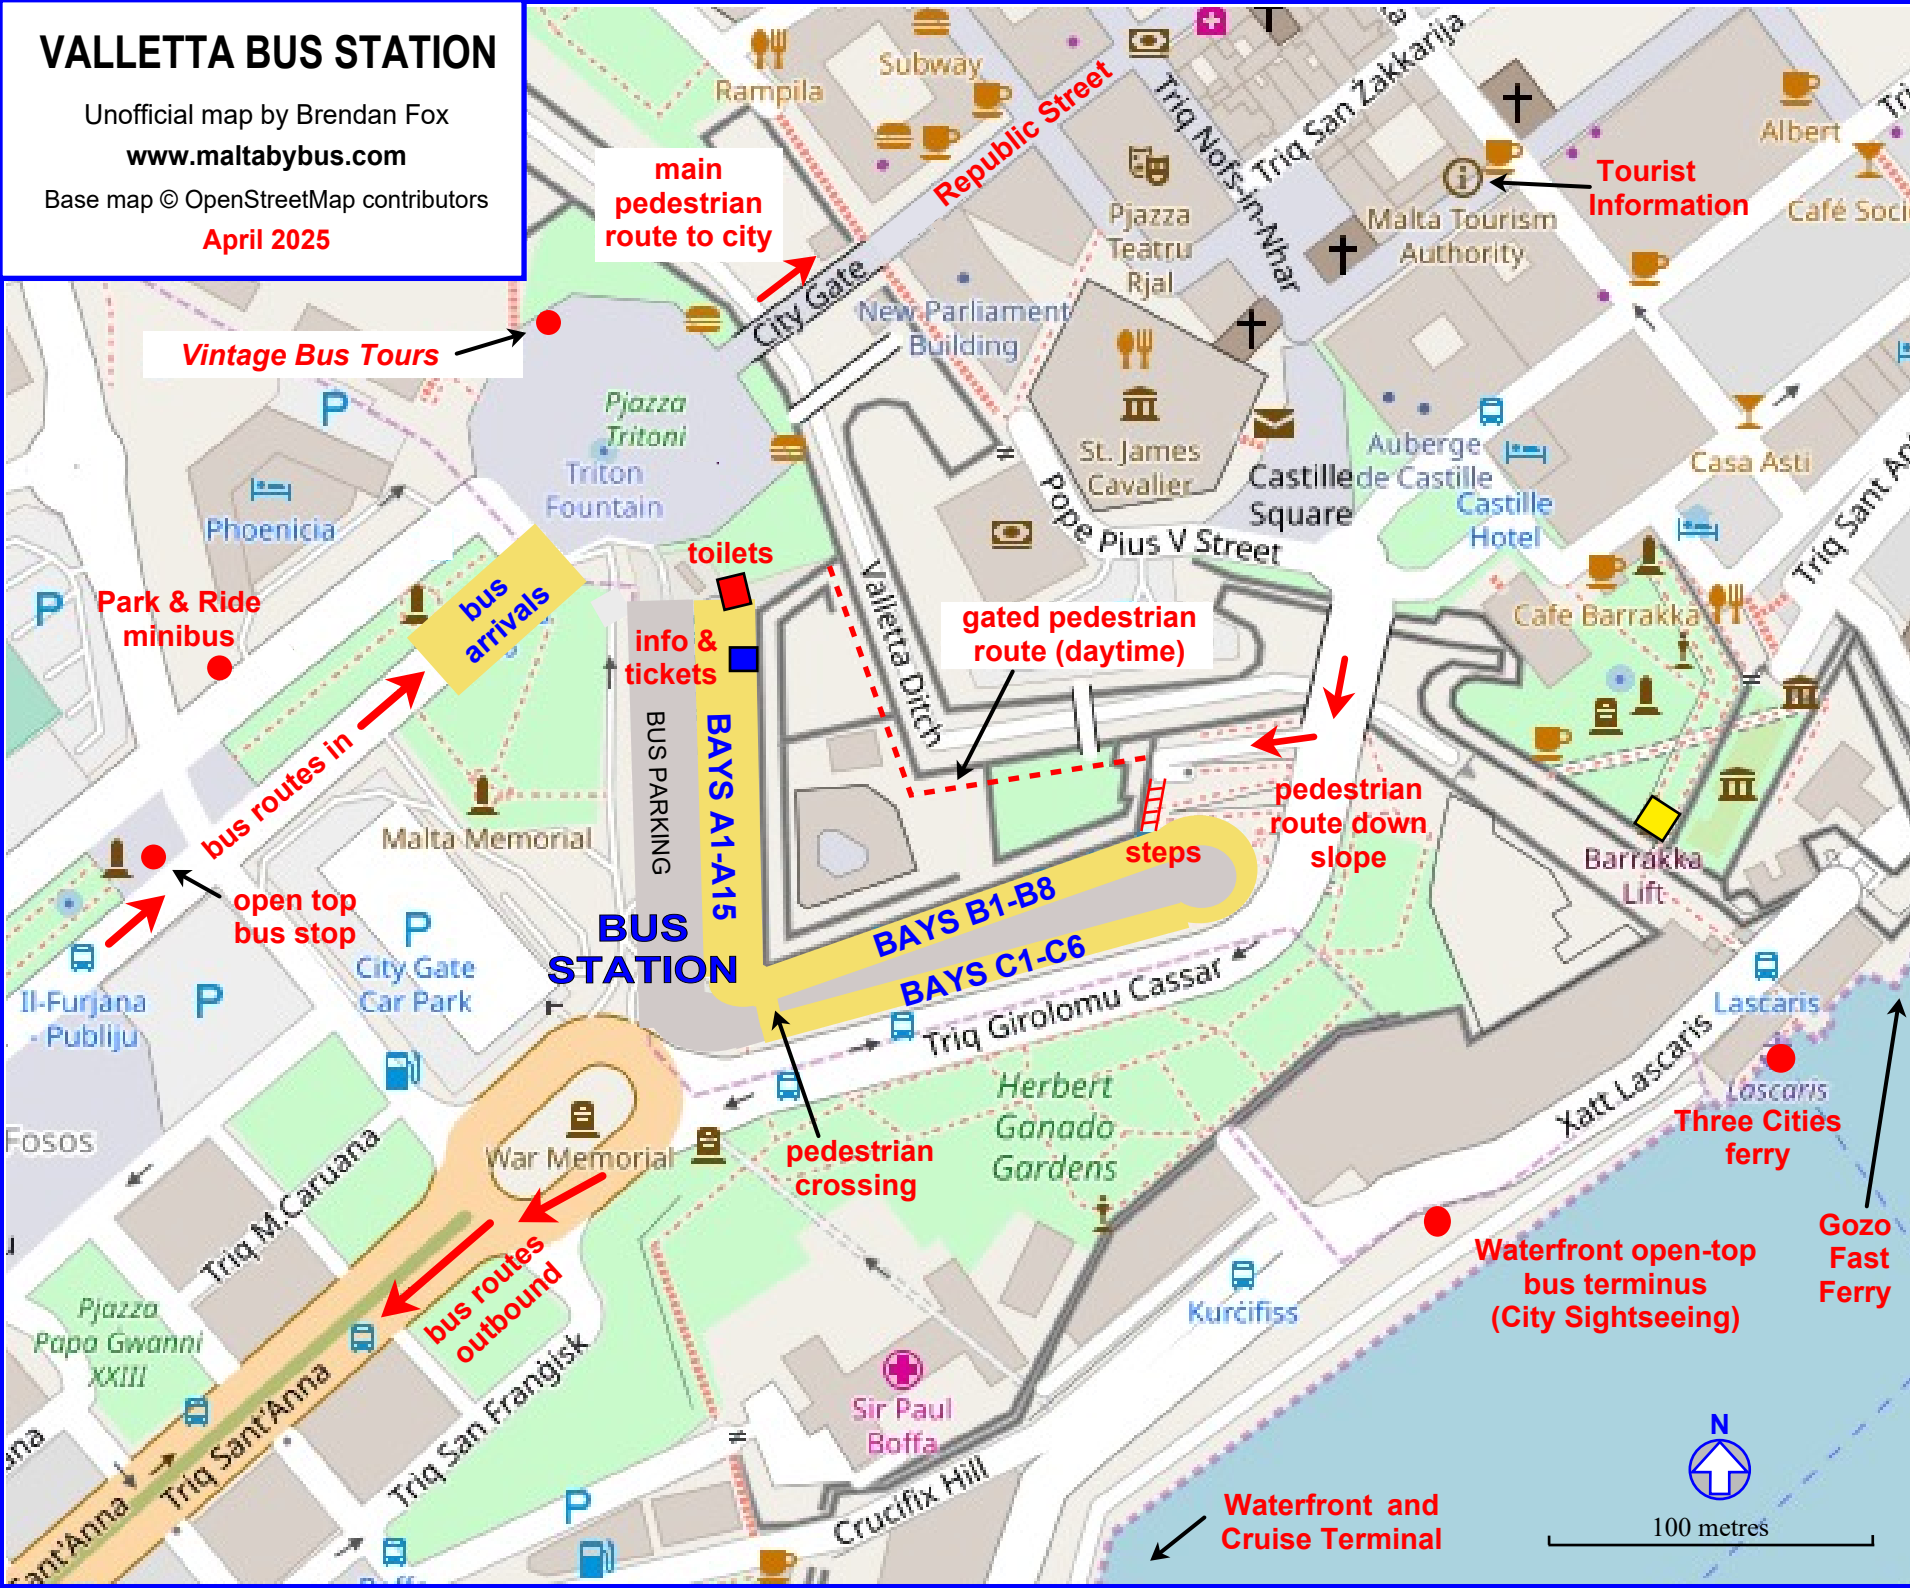 VALLETTA BUS STATION
Unofficial map by Brendan Fox
www.maltabybus.com
Base map © OpenStreetMap contributors
April 2025
Rampila
Subway
Republic Street
Triq Nofs-in-Nhar
Triq San Zakkarija
Albert
main
pedestrian
route to city
Tourist
Information
Malta Tourism
Authority
Pjazza
Teatru
Rjal
City Gate
New Parliament
Building
Vintage Bus Tours
Pjazza
Tritoni
Triton
Fountain
St. James
Cavalier
Castille
Square
Auberge
de Castille
Castille
Hotel
Casa Asti
Phoenicia
Pope Pius V Street
Valletta Ditch
toilets
bus
arrivals
Park & Ride
minibus
info &
tickets
gated pedestrian
route (daytime)
Cafe Barrakka
BUS PARKING
BAYS A1-A15
bus routes in
Malta Memorial
pedestrian
route down
slope
steps
Barrakka
Lift
open top
bus stop
BUS
STATION
BAYS B1-B8
BAYS C1-C6
Triq Girolomu Cassar
City Gate
Car Park
Il-Furjana
- Publiju
Lascaris
Xatt Lascaris
Lascaris
Three Cities
ferry
Herbert
Ganado
Gardens
War Memorial
pedestrian
crossing
Fosos
Triq M.Caruana
bus routes
outbound
Gozo
Fast
Ferry
Waterfront open-top
bus terminus
(City Sightseeing)
Kurċifiss
Pjazza
Papa Gwanni
XXIII
Triq Sant'Anna
Triq San Frangisk
Sir Paul
Boffa
Crucifix Hill
Waterfront and
Cruise Terminal
N
100 metres
Sant'Anna
P
P
P
P
P